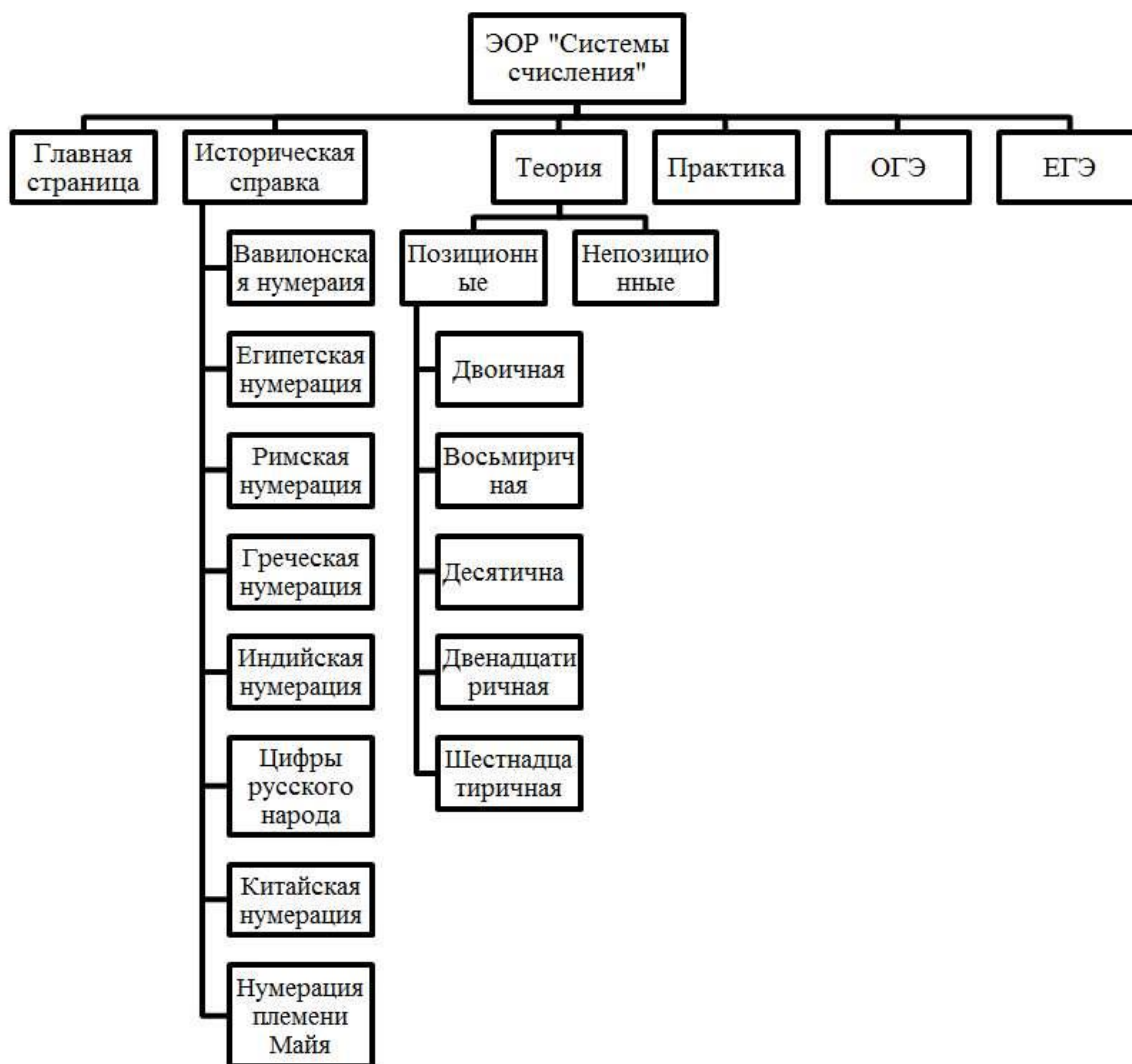 ЭОР "Системы
счисления"
Главная
страница
Историческая
справка
Теория
Практика
ОГЭ
ЕГЭ
Вавилонска
я нумераия
Египетская
нумерация
Римская
нумерация
Греческая
нумерация
Индийская
нумерация
Цифры
русского
народа
Китайская
нумерация
Нумерация
племени
Майя
Позиционн
ые
Непозицио
нные
Двоичная
Восьмирич
ная
Десятична
Двенадцати
ричная
Шестнадца
тиричная